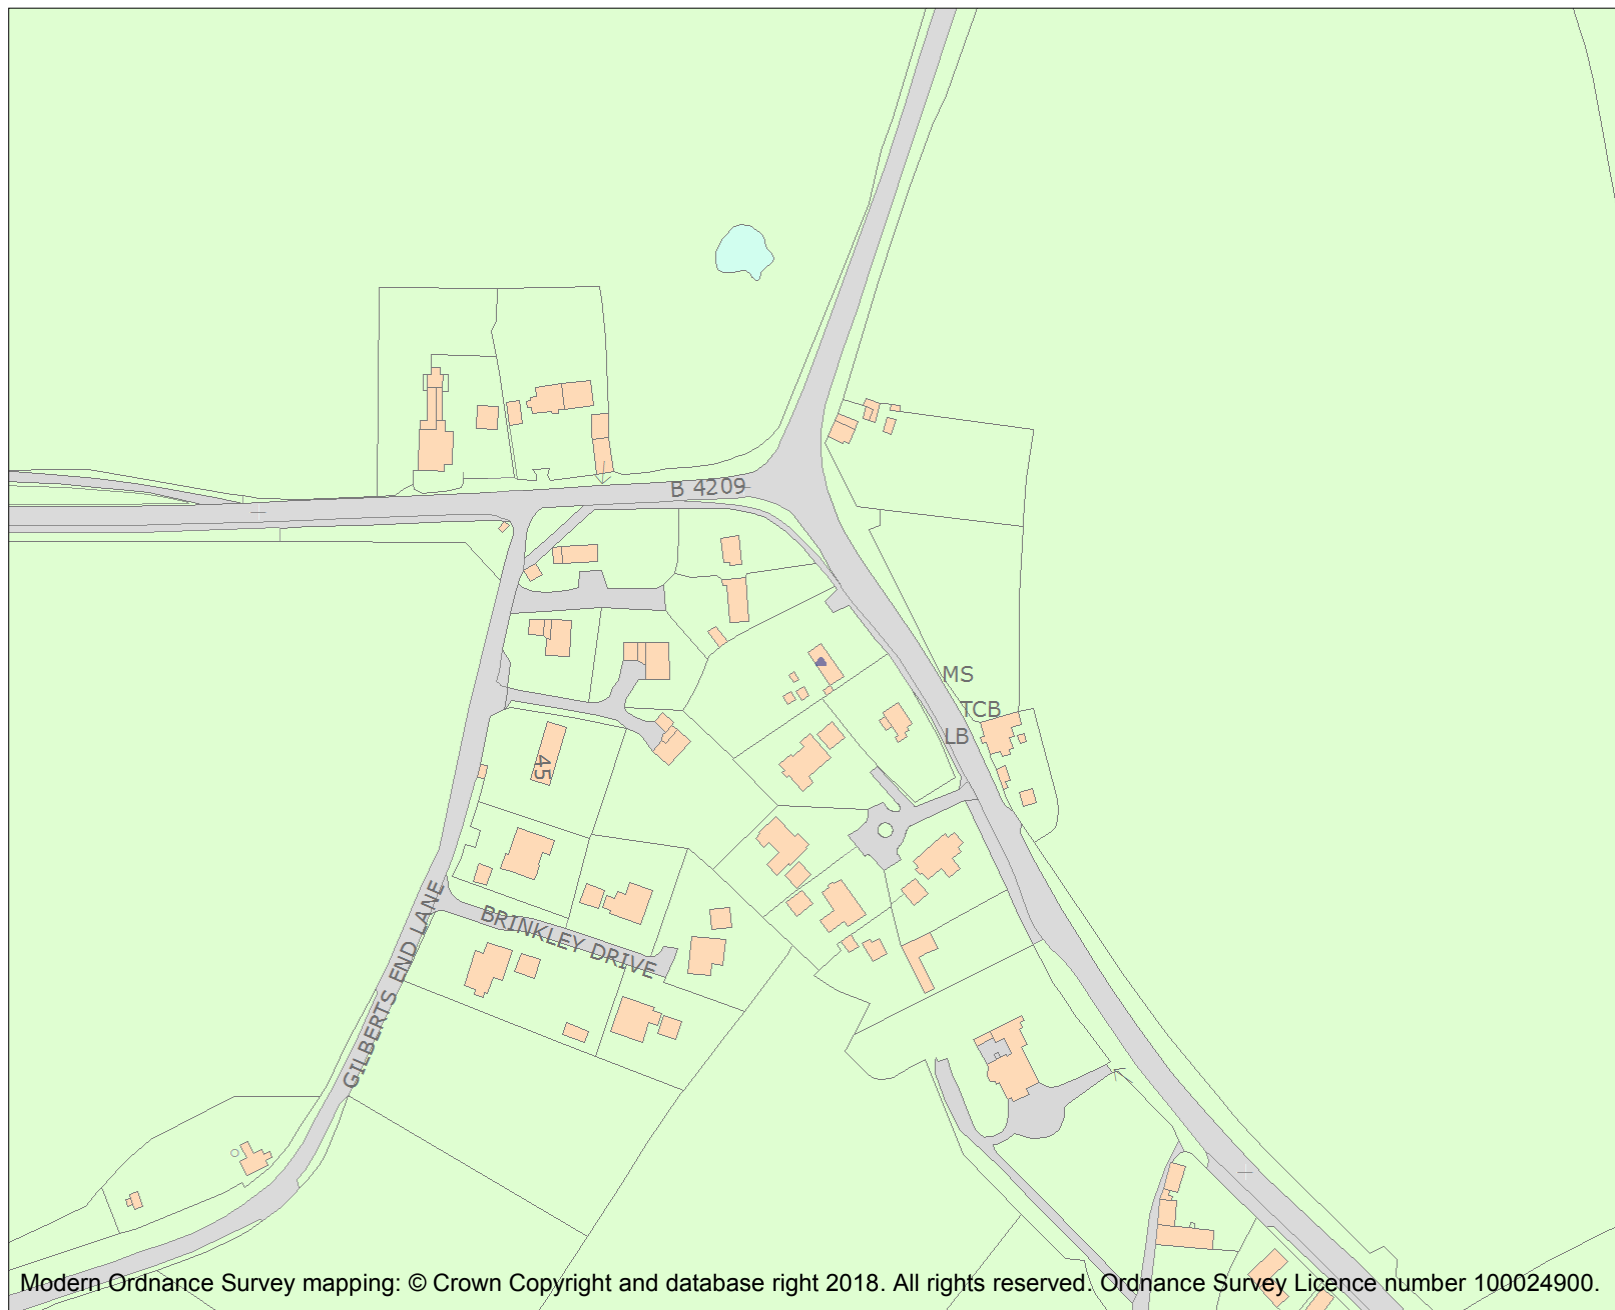 B 4209
MS
TCB
LB
45
GILBERTS END LANE
BRINKLEY DRIVE
Modern Ordnance Survey mapping: © Crown Copyright and database right 2018. All rights reserved. Ordnance Survey Licence number 100024900.